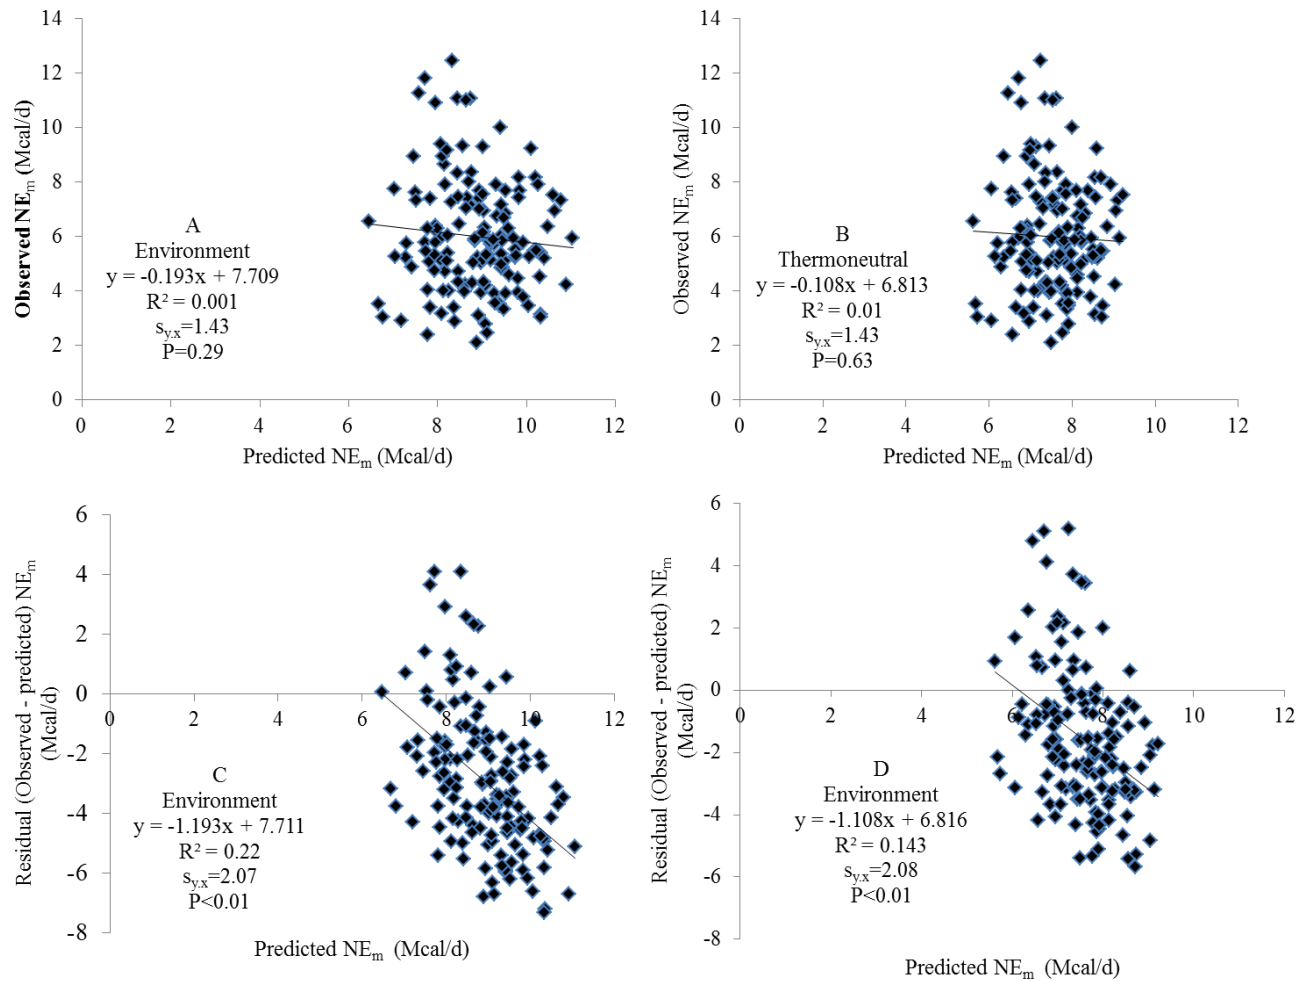 14
12
10
8
6
4
2
0
0 2 4 6 8 10 12
Observed NEm (Mcal/d)
Predicted NEm (Mcal/d)
A
Environment
y = -0.193x + 7.709
R² = 0.001
sy.x=1.43
P=0.29
14
12
10
8
6
4
2
0
0 2 4 6 8 10 12
Observed NEm (Mcal/d)
Predicted NEm (Mcal/d)
B
Thermoneutral
y = -0.108x + 6.813
R² = 0.01
sy.x=1.43
P=0.63
6
4
2
0
-2
-4
-6
-8
0 2 4 6 8 10 12
Residual (Observed - predicted) NEm
(Mcal/d)
Predicted NEm (Mcal/d)
C
Environment
y = -1.193x + 7.711
R² = 0.22
sy.x=2.07
P<0.01
6
4
2
0
-2
-4
-6
-8
0 2 4 6 8 10 12
Residual (Observed - predicted) NEm
(Mcal/d)
Predicted NEm (Mcal/d)
D
Environment
y = -1.108x + 6.816
R² = 0.143
sy.x=2.08
P<0.01